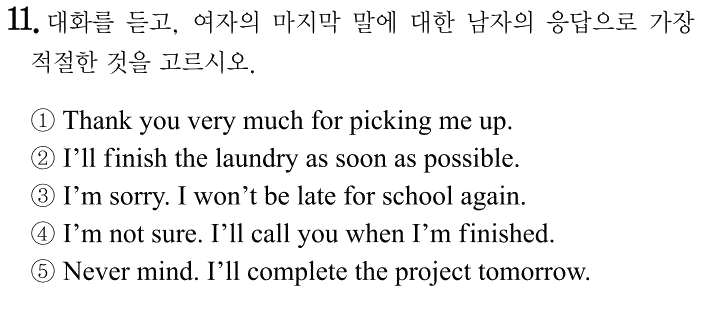 11. 대화를 듣고, 여자의 마지막 말에 대한 남자의 응답으로 가장
적절한 것을 고르시오.
① Thank you very much for picking me up.
② I’ll finish the laundry as soon as possible.
③ I’m sorry. I won’t be late for school again.
④ I’m not sure. I’ll call you when I’m finished.
⑤ Never mind. I’ll complete the project tomorrow.